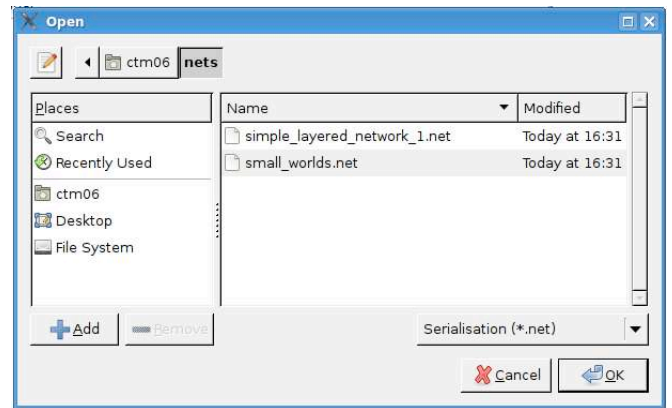 Open
ctm06 nets
Places
Name Modified
Search
Recently Used
ctm06
Desktop
File System
simple_layered_network_1.net Today at 16:31
small_worlds.net Today at 16:31
Add Remove
Serialisation (*.net)
Cancel OK